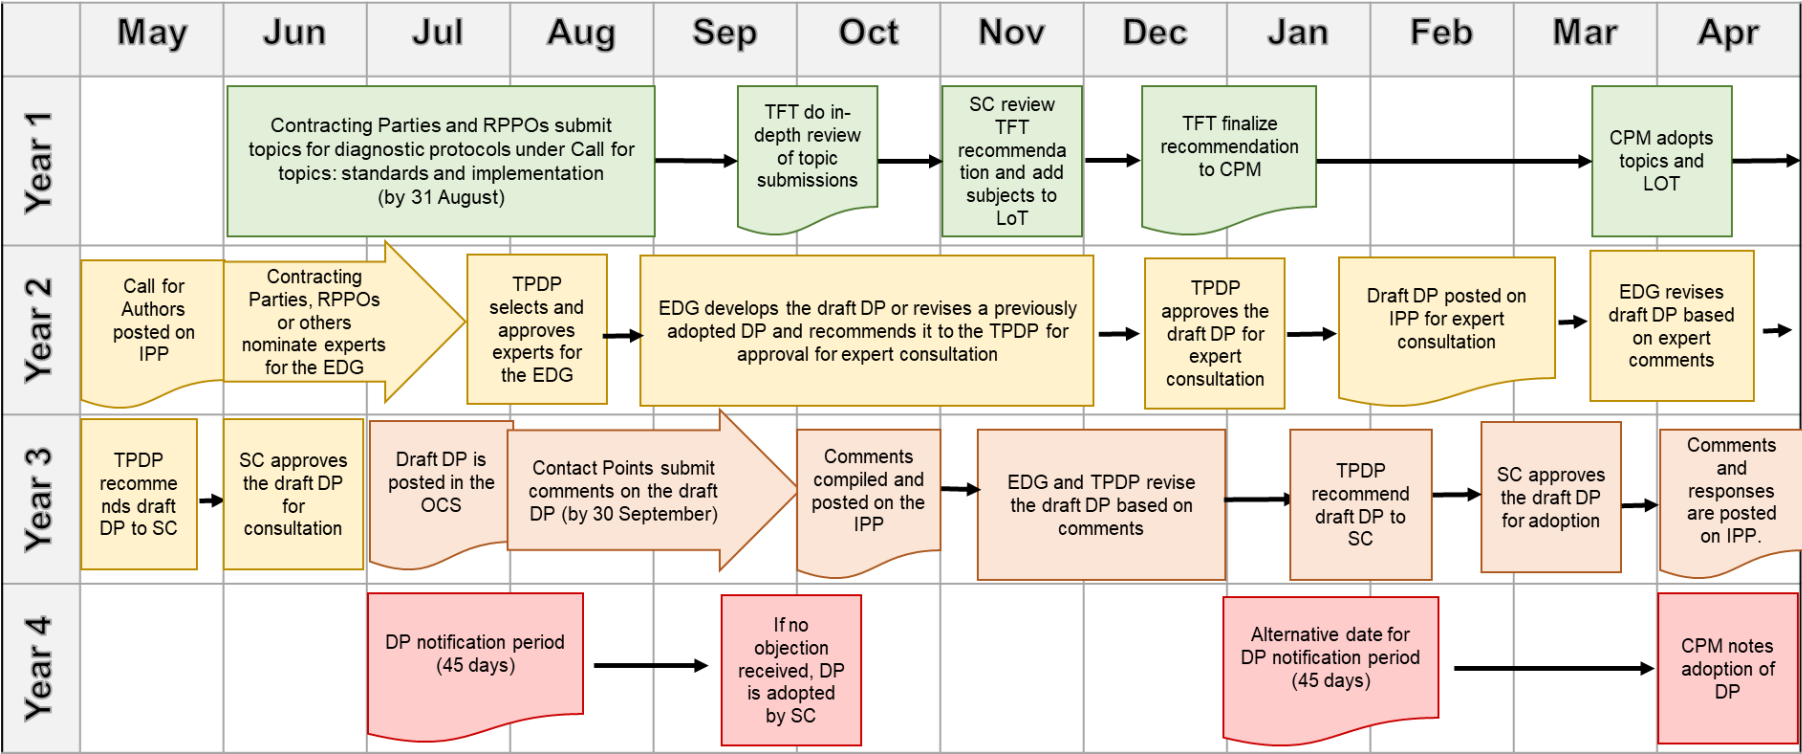 May Jun Jul Aug Sep Oct Nov Dec Jan Feb Mar Apr
Year 1
Contracting Parties and RPPOs submit
topics for diagnostic protocols under Call for
topics: standards and implementation
(by 31 August)
TFT do in-
depth review
of topic
submissions
SC review
TFT
recommenda
tion and add
subjects to
LoT
TFT finalize
recommendation
to CPM
CPM adopts
topics and
LOT
Year 2
Call for
Authors
posted on
IPP
Contracting
Parties, RPPOs
or others
nominate experts
for the EDG
TPDP
selects and
approves
experts for
the EDG
EDG develops the draft DP or revises a previously
adopted DP and recommends it to the TPDP for
approval for expert consultation
TPDP
approves the
draft DP for
expert
consultation
Draft DP posted on
IPP for expert
consultation
EDG revises
draft DP based
on expert
comments
Year 3
TPDP
recomme
nds draft
DP to SC
SC approves
the draft DP
for
consultation
Draft DP is
posted in the
OCS
Contact Points submit
comments on the draft
DP (by 30 September)
Comments
compiled and
posted on the
IPP
EDG and TPDP revise
the draft DP based on
comments
TPDP
recommend
draft DP to
SC
SC approves
the draft DP
for adoption
Comments
and
responses
are posted
on IPP.
Year 4
DP notification period
(45 days)
If no
objection
received, DP
is adopted
by SC
Alternative date for
DP notification period
(45 days)
CPM notes
adoption of
DP